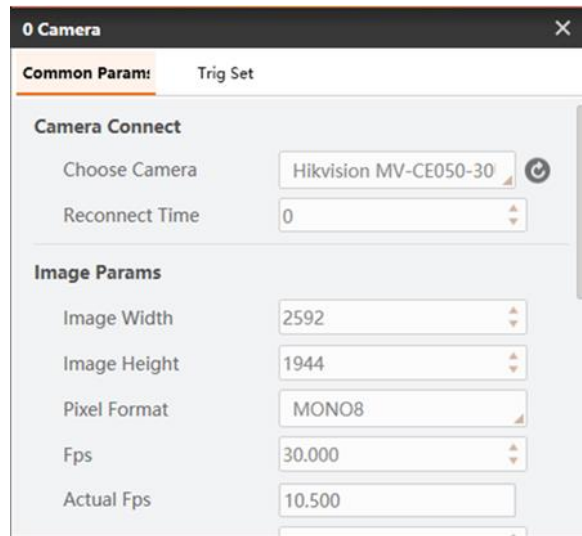 0 Camera
Common Param
Trig Set
Camera Connect
Choose Camera Hikvision MV-CE050-30
Reconnect Time 0
Image Params
Image Width 2592
Image Height 1944
Pixel Format MONO8
Fps 30.000
Actual Fps 10.500